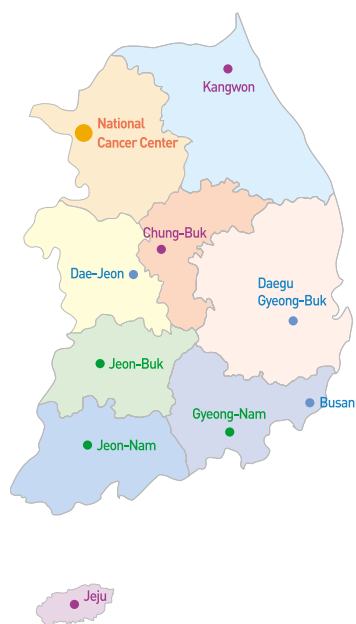 Kangwon
National
Cancer Center
Chung-Buk
Dae-Jeon
Daegu
Gyeong-Buk
Jeon-Buk
Busan
Gyeong-Nam
Jeon-Nam
Jeju